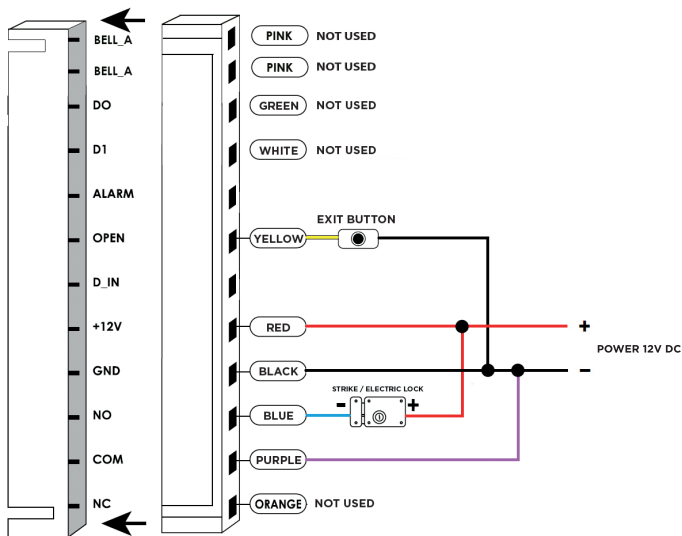 BELL_A
PINK NOT USED
BELL_A
PINK NOT USED
DO
GREEN NOT USED
D1
WHITE NOT USED
ALARM
EXIT BUTTON
OPEN
YELLOW
D_IN
+12V
RED
+
POWER 12V DC
GND
BLACK
-
STRIKE / ELECTRIC LOCK
- +
NO
BLUE
COM
PURPLE
NC
ORANGE NOT USED